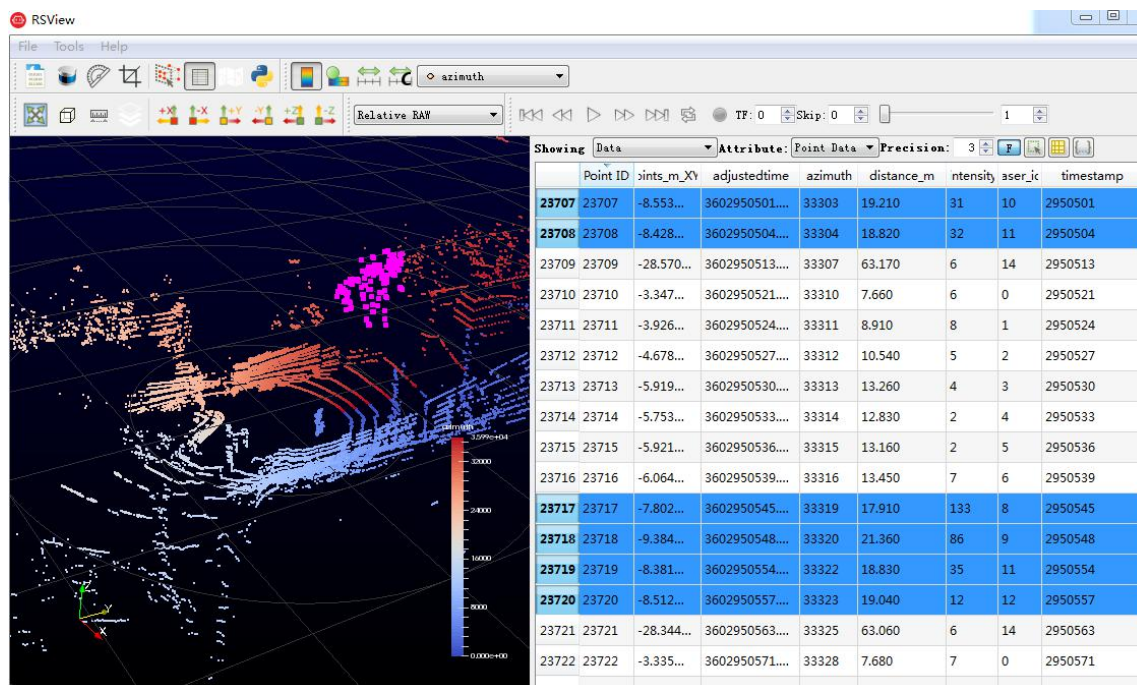 RSView
File Tools Help
azimuth
+X -X +Y -Y +Z -Z Relative RAW TF: 0 Skip: 0 1
Showing Data Attribute: Point Data Precision: 3 F
Point ID oints_m_XY adjustedtime azimuth distance_m ntensity aser_ic timestamp
23707 23707 -8.553... 3602950501.... 33303 19.210 31 10 2950501
23708 23708 -8.428... 3602950504.... 33304 18.820 32 11 2950504
23709 23709 -28.570... 3602950513.... 33307 63.170 6 14 2950513
23710 23710 -3.347... 3602950521.... 33310 7.660 6 0 2950521
23711 23711 -3.926... 3602950524.... 33311 8.910 8 1 2950524
23712 23712 -4.678... 3602950527.... 33312 10.540 5 2 2950527
23713 23713 -5.919... 3602950530.... 33313 13.260 4 3 2950530
23714 23714 -5.753... 3602950533.... 33314 12.830 2 4 2950533
23715 23715 -5.921... 3602950536.... 33315 13.160 2 5 2950536
23716 23716 -6.064... 3602950539.... 33316 13.450 7 6 2950539
23717 23717 -7.802... 3602950545.... 33319 17.910 133 8 2950545
23718 23718 -9.384... 3602950548.... 33320 21.360 86 9 2950548
23719 23719 -8.381... 3602950554.... 33322 18.830 35 11 2950554
23720 23720 -8.512... 3602950557.... 33323 19.040 12 12 2950557
23721 23721 -28.344... 3602950563.... 33325 63.060 6 14 2950563
23722 23722 -3.335... 3602950571.... 33328 7.680 7 0 2950571
azimuth
3.599e+04
32000
24000
16000
8000
0.000e+00
Z
Y
X